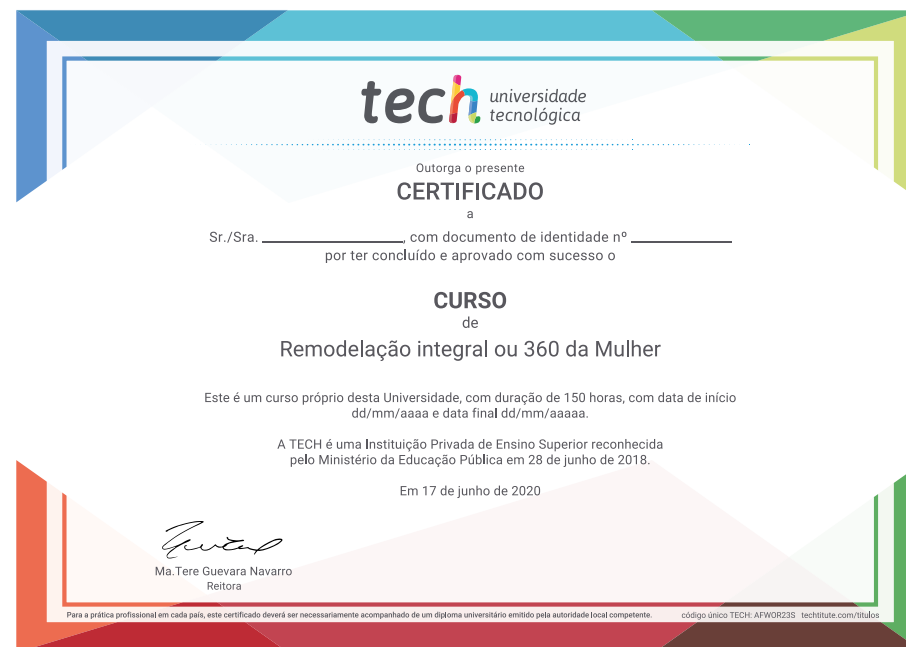 tech universidade
tecnológica
Outorga o presente
CERTIFICADO
a
Sr./Sra. ____________, com documento de identidade nº ____________
por ter concluído e aprovado com sucesso o
CURSO
de
Remodelação integral ou 360 da Mulher
Este é um curso próprio desta Universidade, com duração de 150 horas, com data de início
dd/mm/aaaa e data final dd/mm/aaaaa.
A TECH é uma Instituição Privada de Ensino Superior reconhecida
pelo Ministério da Educação Pública em 28 de junho de 2018.
Em 17 de junho de 2020
Ma.Tere Guevara Navarro
Reitora
Para a prática profissional em cada país, este certificado deverá ser necessariamente acompanhado de um diploma universitário emitido pela autoridade local competente. código único TECH: AFWOR23S techtitute.com/titulos